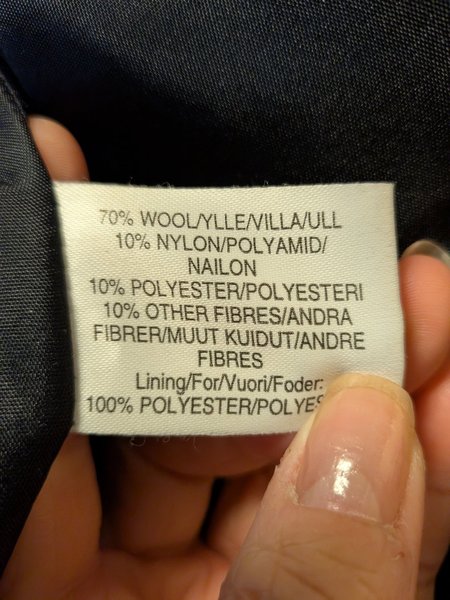 70% WOOL/YLLE/VILLA/ULL
10% NYLON/POLYAMID/
NAILON
10% POLYESTER/POLYESTERI
10% OTHER FIBRES/ANDRA
FIBRER/MUUT KUIDUT/ANDRE
FIBRES
Lining/For/Vuori/Foder:
100% POLYESTER/